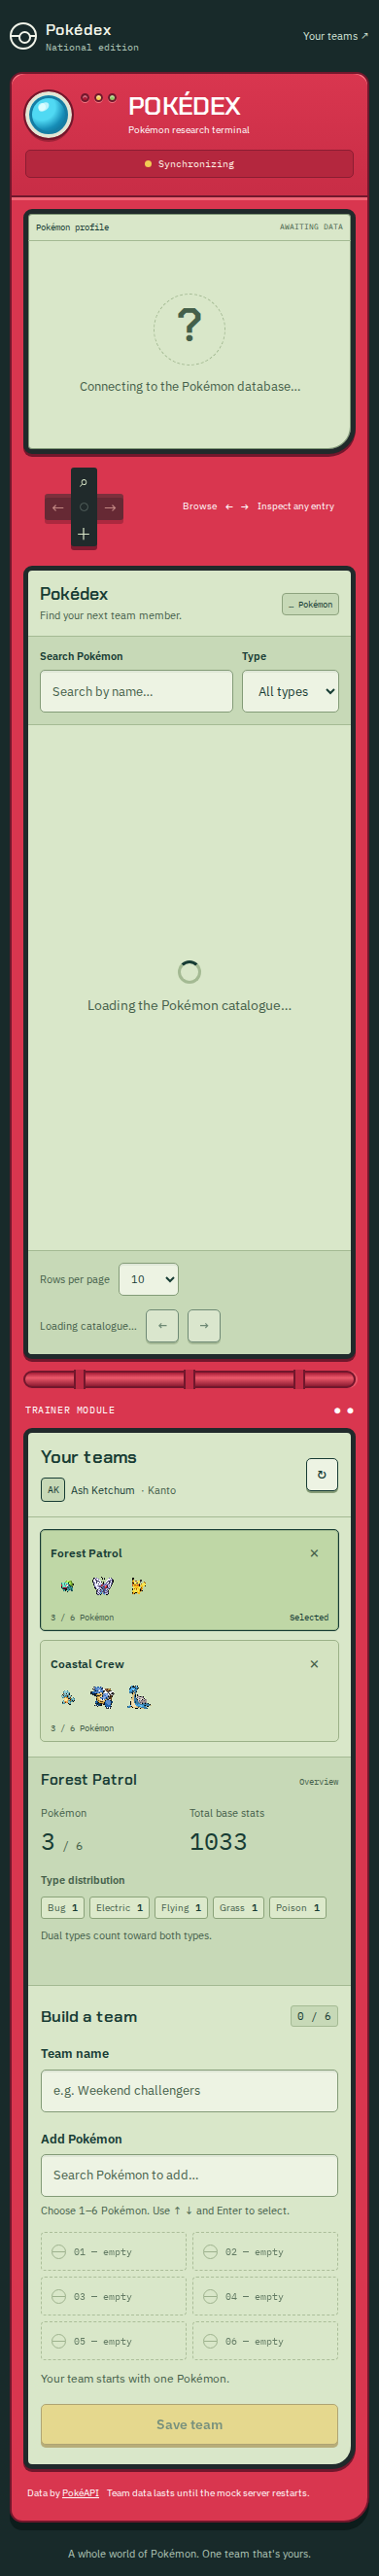 Pokédex
National edition
Your teams ↗
POKÉDEX
Pokémon research terminal
Synchronizing
Pokémon profile
AWAITING DATA
?
Connecting to the Pokémon database…
Browse ← → Inspect any entry
Pokédex
Find your next team member.
… Pokémon
Search Pokémon
Type
Search by name…
All types
Loading the Pokémon catalogue…
Rows per page
10
Loading catalogue…
←
→
TRAINER MODULE
Your teams
AK
Ash Ketchum · Kanto
↻
Forest Patrol
×
3 / 6 Pokémon
Selected
Coastal Crew
×
3 / 6 Pokémon
Forest Patrol
Overview
Pokémon
Total base stats
3 / 6
1033
Type distribution
Bug 1
Electric 1
Flying 1
Grass 1
Poison 1
Dual types count toward both types.
Build a team
0 / 6
Team name
e.g. Weekend challengers
Add Pokémon
Search Pokémon to add…
Choose 1–6 Pokémon. Use ↑ ↓ and Enter to select.
01 — empty
02 — empty
03 — empty
04 — empty
05 — empty
06 — empty
Your team starts with one Pokémon.
Save team
Data by PokéAPI Team data lasts until the mock server restarts.
A whole world of Pokémon. One team that's yours.